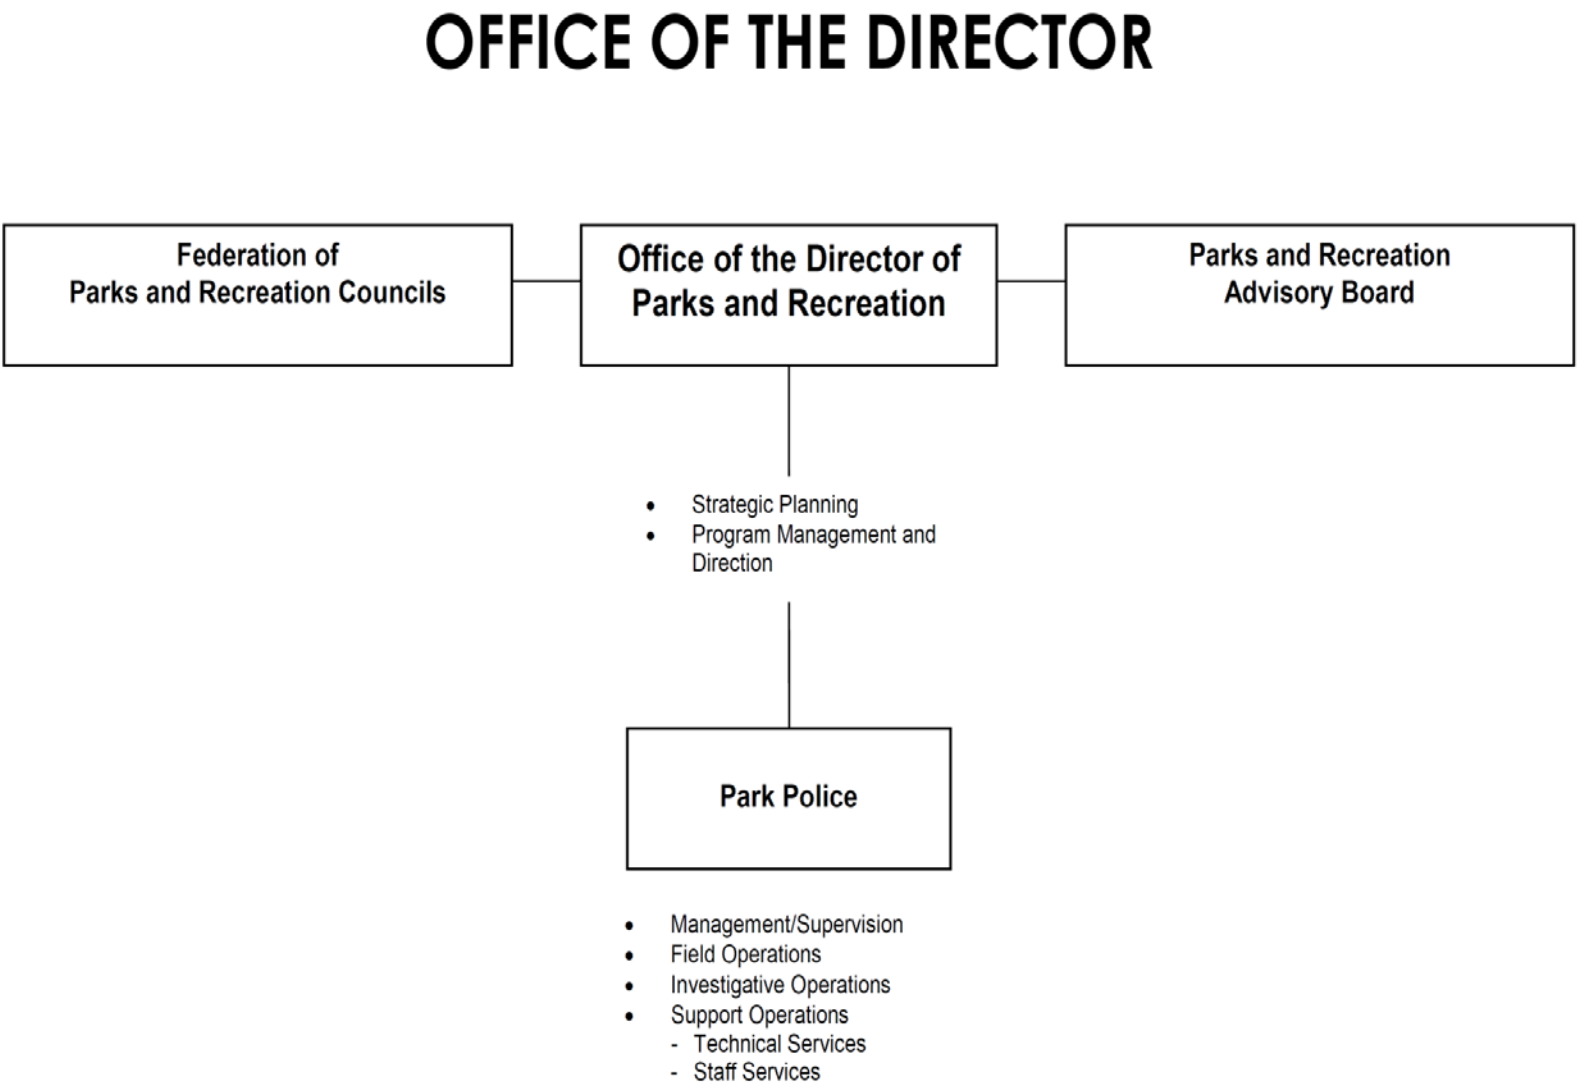 OFFICE OF THE DIRECTOR
Federation of
Parks and Recreation Councils
Office of the Director of
Parks and Recreation
Parks and Recreation
Advisory Board
• Strategic Planning
• Program Management and
Direction
Park Police
• Management/Supervision
• Field Operations
• Investigative Operations
• Support Operations
- Technical Services
- Staff Services